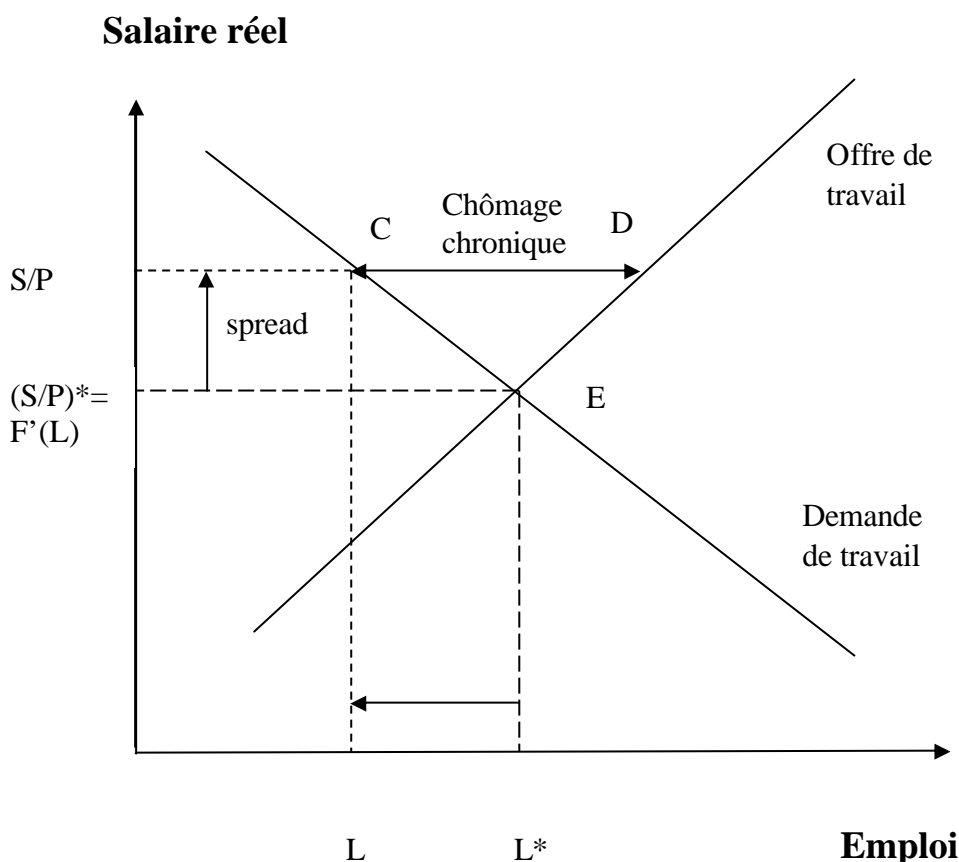 Salaire réel
Offre de
travail
Chômage
chronique
C
D
S/P
spread
(S/P)*=
F’(L)
E
Demande
de travail
L
L*
Emploi